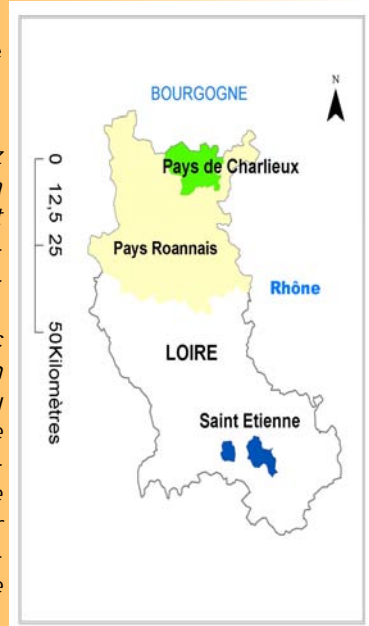 N
BOURGOGNE
Pays de Charlieux
Pays Roannais
Rhône
LOIRE
Saint Etienne
0
12,5
25
50 Kilomètres